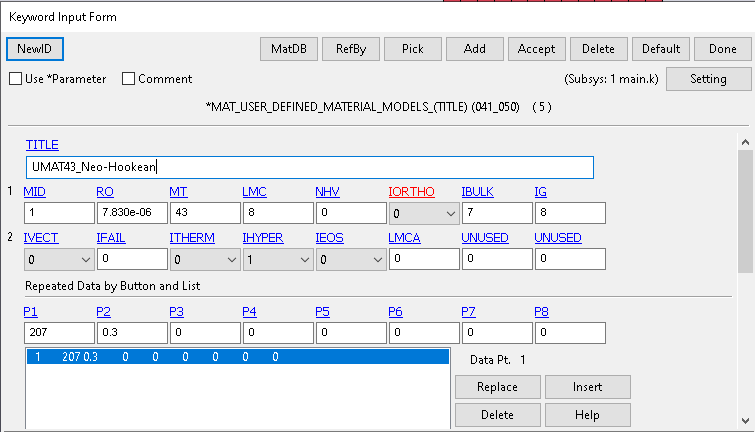 Keyword Input Form
NewID MatDB RefBy Pick Add Accept Delete Default Done
Use *Parameter Comment (Subsys: 1 main.k) Setting
*MAT_USER_DEFINED_MATERIAL_MODELS_(TITLE) (041_050) ( 5 )
TITLE
UMAT43_Neo-Hookean
1 MID RO MT LMC NHV IORTHO IBULK IG
1 7.830e-06 43 8 0 0 7 8
2 IVECT IFAIL ITHERM IHYPER IEOS LMCA UNUSED UNUSED
0 0 0 1 0 0 0 0
Repeated Data by Button and List
P1 P2 P3 P4 P5 P6 P7 P8
207 0.3 0 0 0 0 0 0
1 207 0.3 0 0 0 0 0 0 Data Pt. 1
Replace Insert
Delete Help